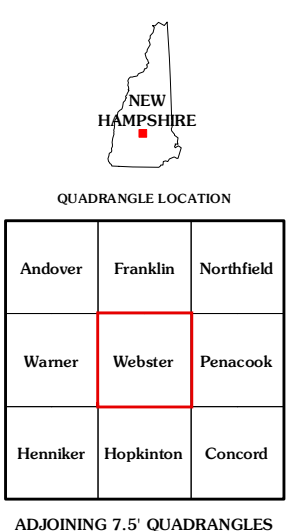 NEW
HAMPSHIRE
QUADRANGLE LOCATION
Andover Franklin Northfield
Warner Webster Penacook
Henniker Hopkinton Concord
ADJOINING 7.5' QUADRANGLES